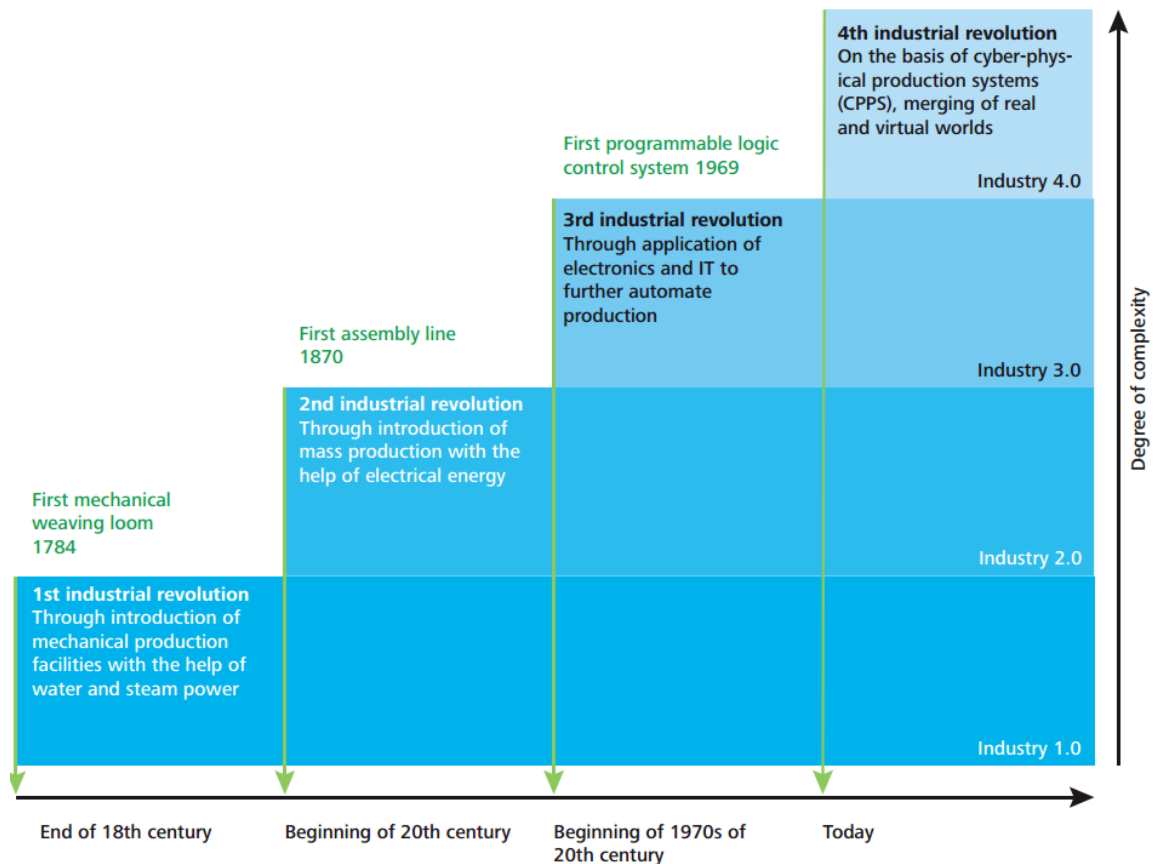 4th industrial revolution
On the basis of cyber-phys-
ical production systems
(CPPS), merging of real
and virtual worlds
Industry 4.0
First programmable logic
control system 1969
3rd industrial revolution
Through application of
electronics and IT to
further automate
production
Industry 3.0
First assembly line
1870
2nd industrial revolution
Through introduction of
mass production with the
help of electrical energy
Industry 2.0
First mechanical
weaving loom
1784
1st industrial revolution
Through introduction of
mechanical production
facilities with the help of
water and steam power
Industry 1.0
Degree of complexity
End of 18th century
Beginning of 20th century
Beginning of 1970s of
20th century
Today